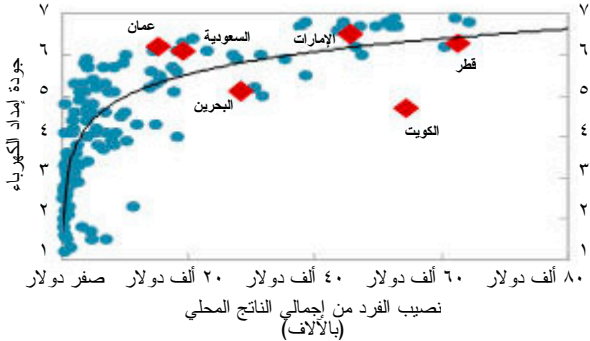 ٧
٦
٥
٤
٣
٢
١
٧
٦
٥
٤
٣
٢
١
جودة إمداد الكهرباء
عمان
السعودية
الإمارات
قطر
البحرين
الكويت
صفر دولار
٢٠ ألف دولار
٤٠ ألف دولار
٦٠ ألف دولار
٨٠ ألف دولار
نصيب الفرد من إجمالي الناتج المحلي
(بالآلاف)